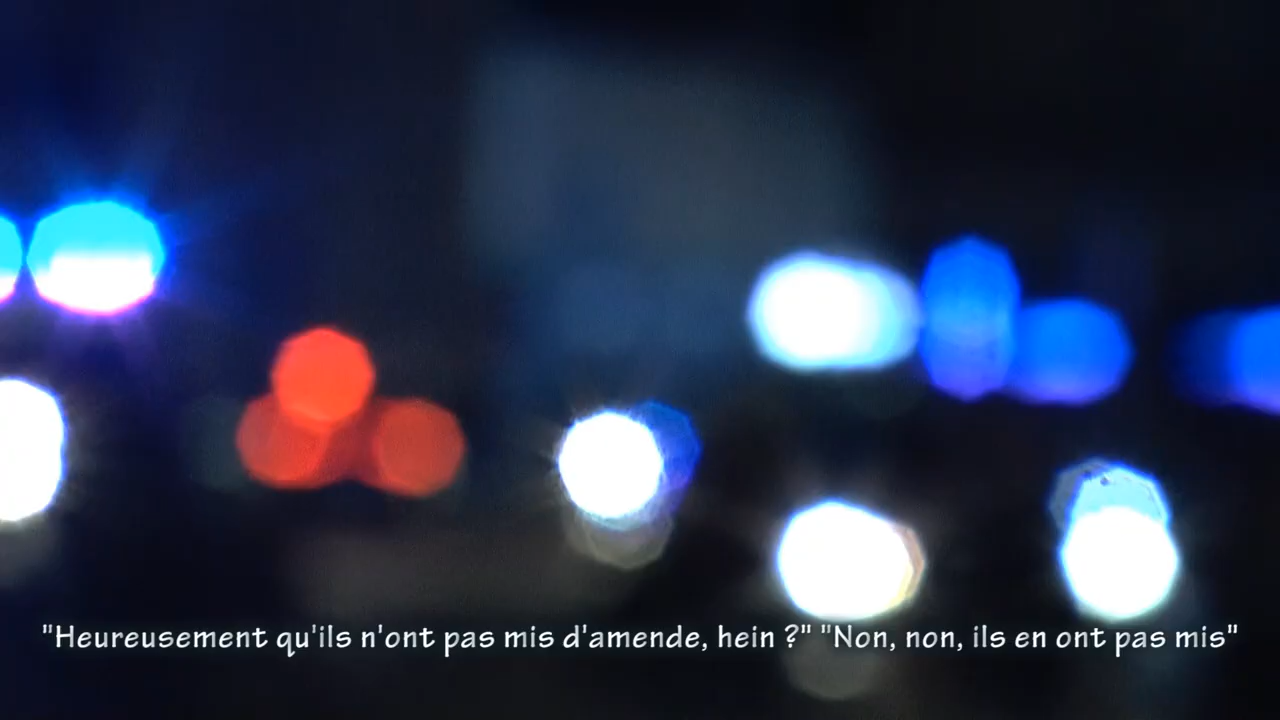 "Heureusement qu'ils n'ont pas mis d'amende, hein ?" "Non, non, ils en ont pas mis"